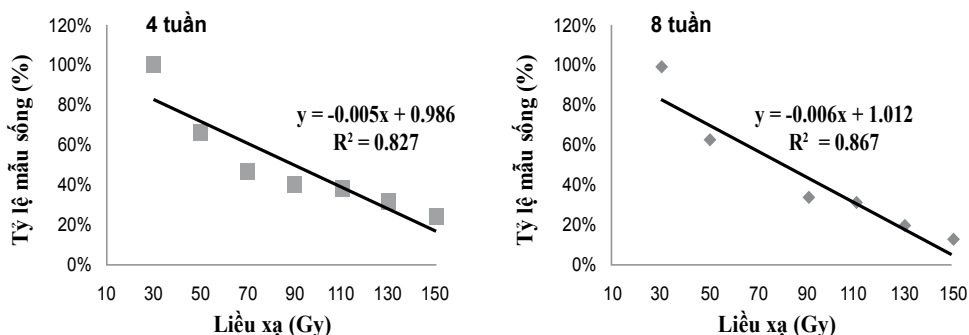 4 tuần
Tỷ lệ mẫu sống (%)
120%
100%
80%
60%
40%
20%
0%
y = -0.005x + 0.986
R² = 0.827
10 30 50 70 90 110 130 150
Liều xạ (Gy)
8 tuần
Tỷ lệ mẫu sống (%)
120%
100%
80%
60%
40%
20%
0%
y = -0.006x + 1.012
R² = 0.867
10 30 50 70 90 110 130 150
Liều xạ (Gy)